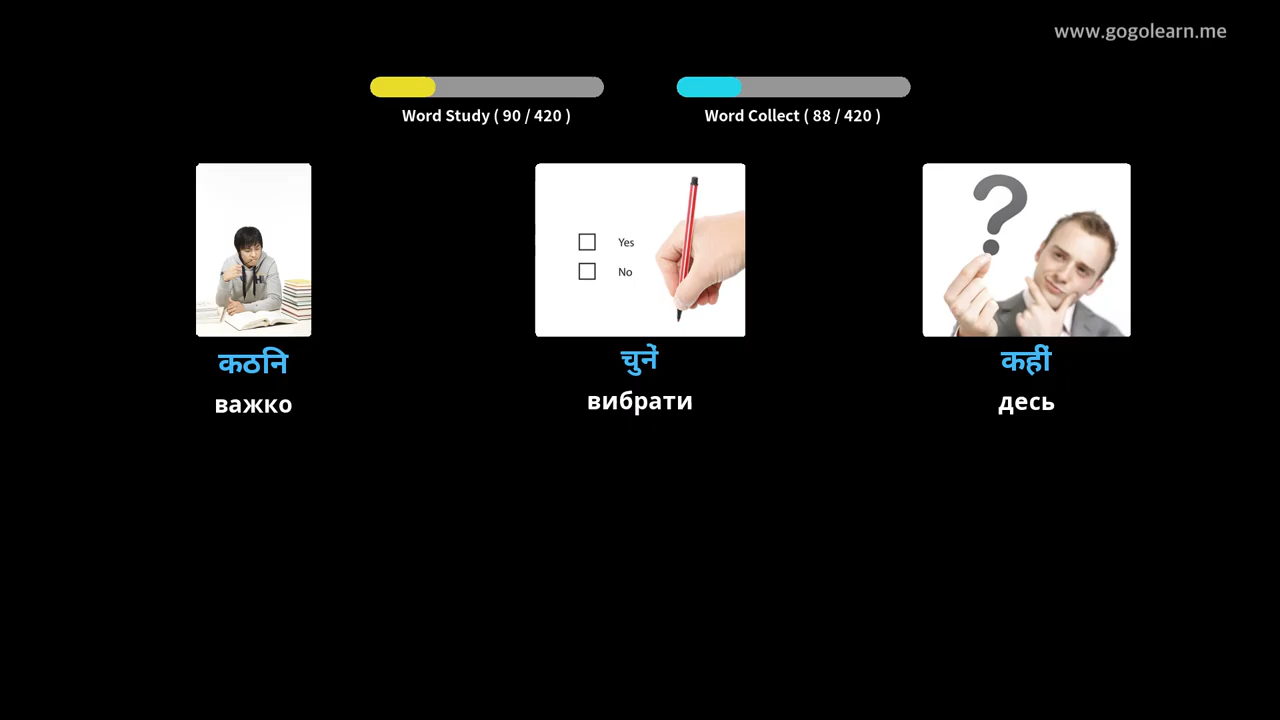 www.gogolearn.me
Word Study ( 90 / 420 )
Word Collect ( 88 / 420 )
Yes
No
कठनि
चुनें
कहीं
важко
вибрати
десь